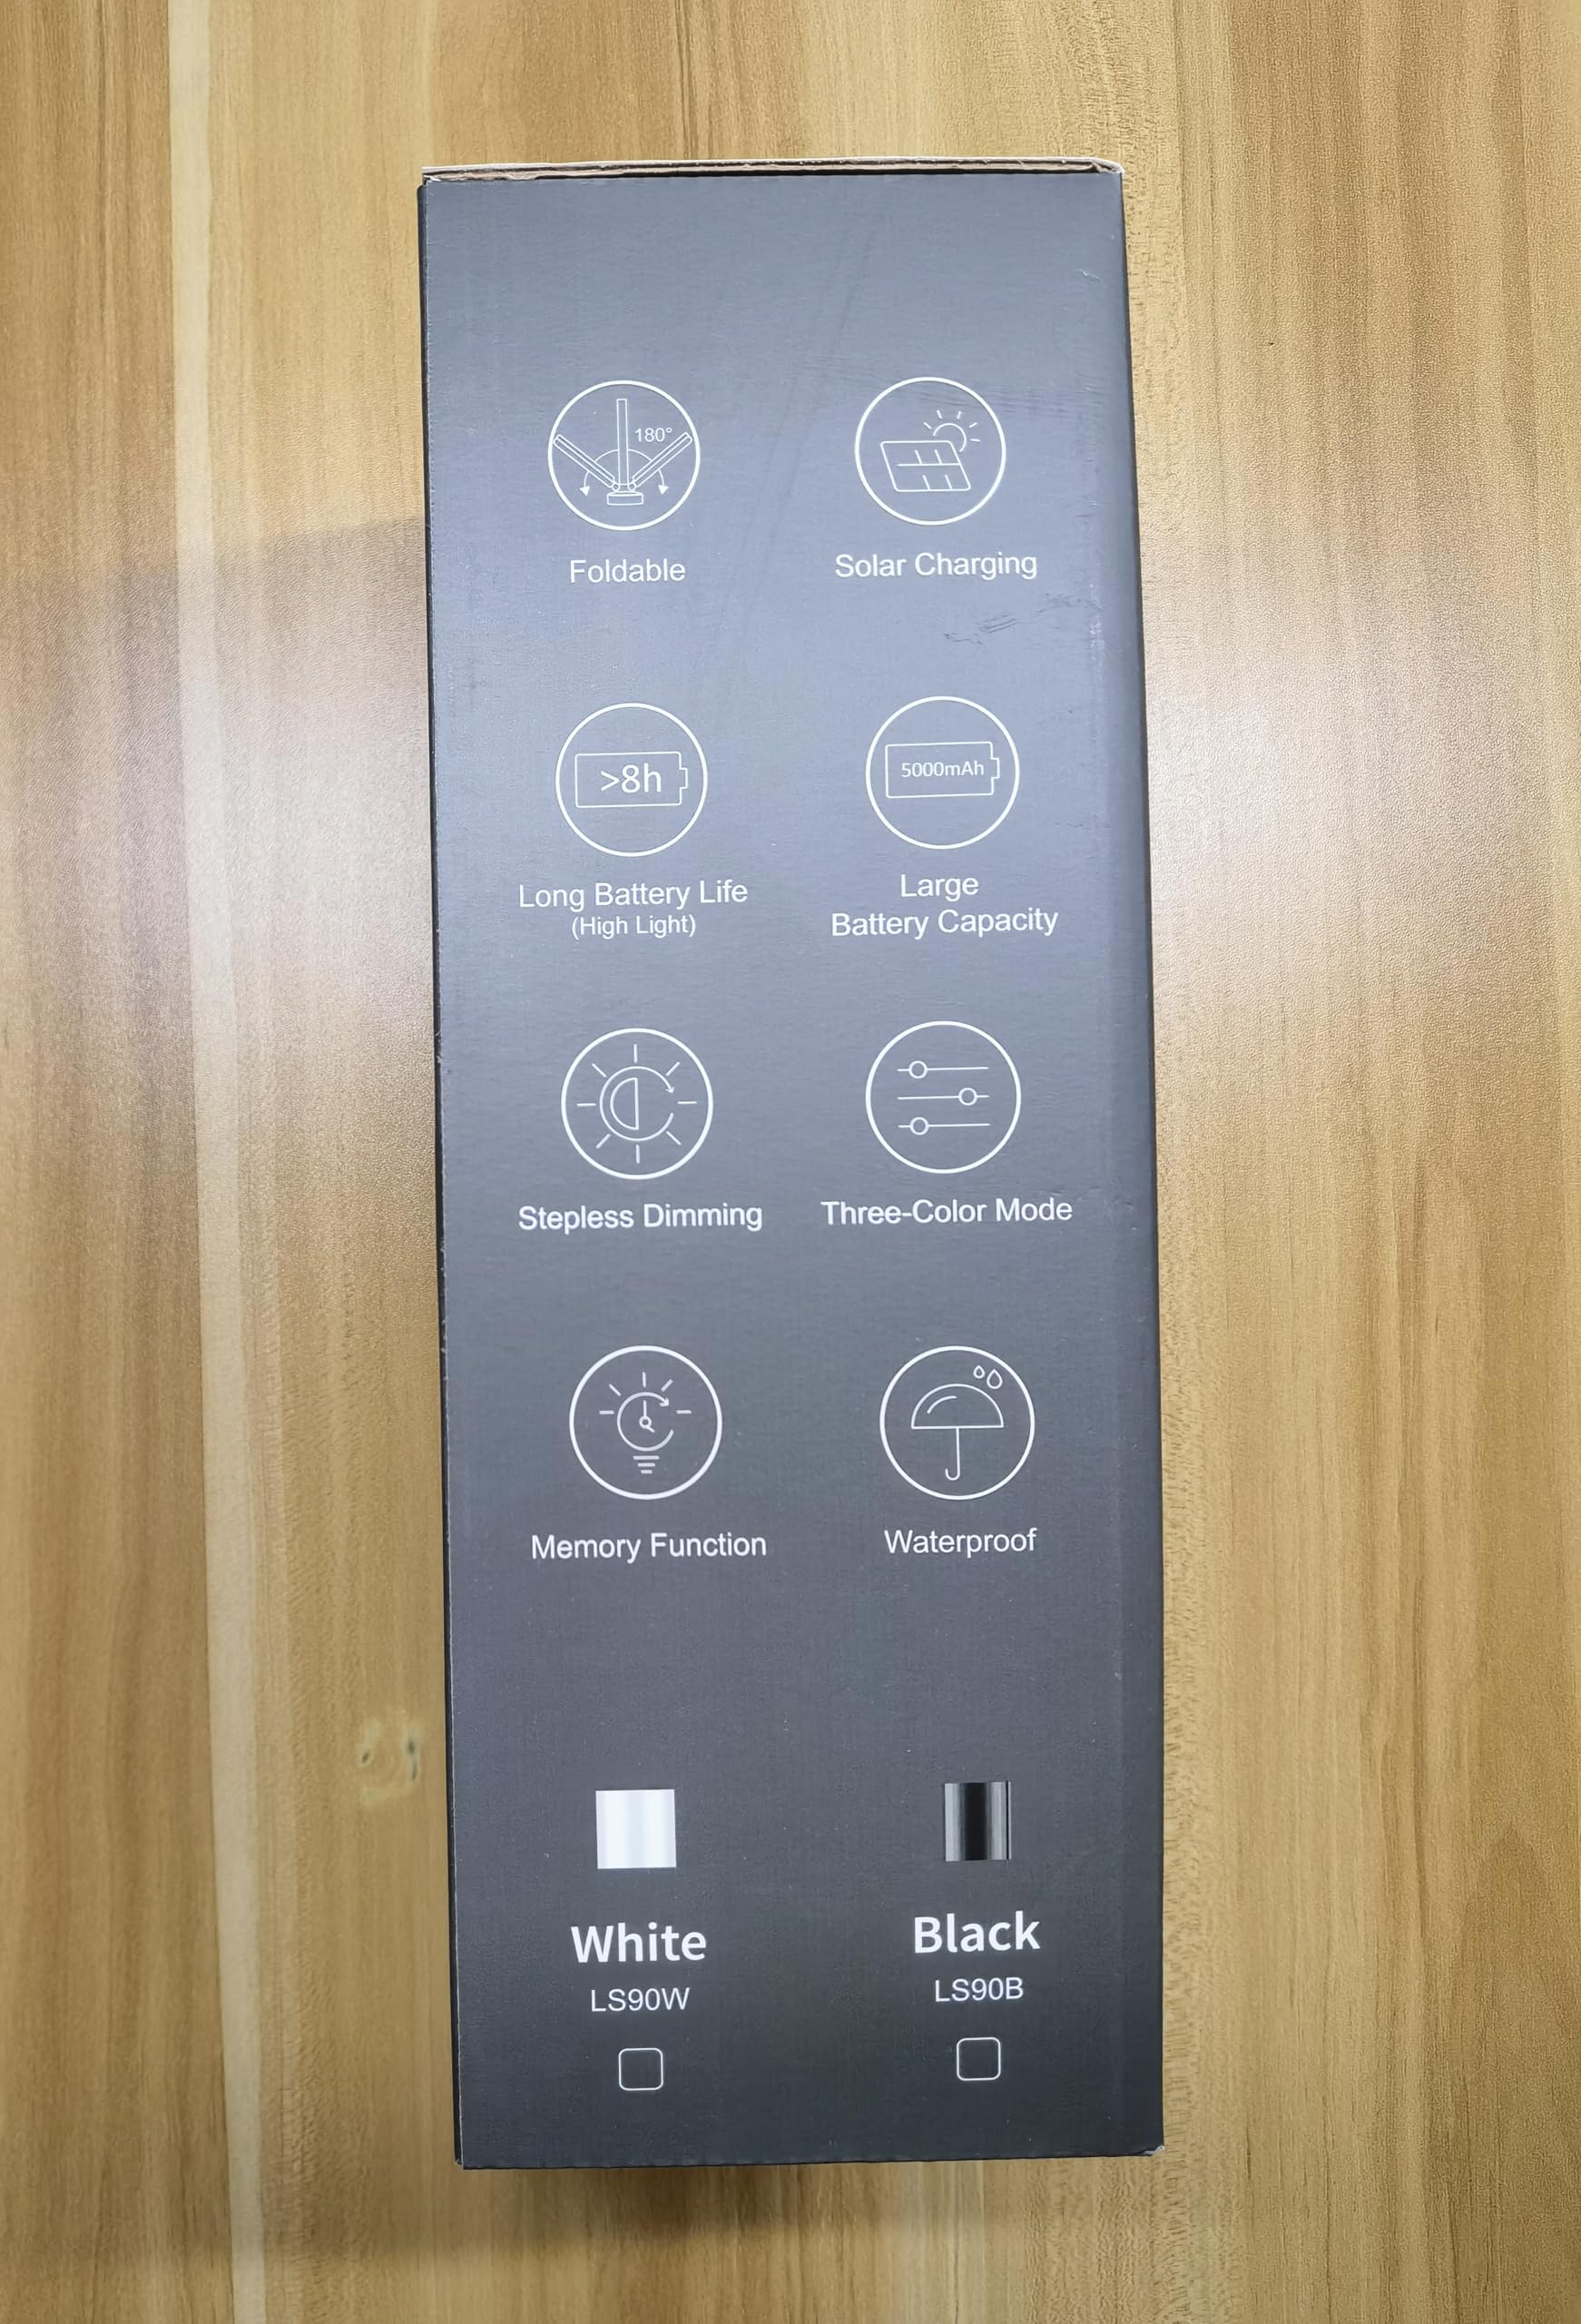 180°
Foldable
Solar Charging
>8h
5000mAh
Long Battery Life
(High Light)
Large
Battery Capacity
Stepless Dimming
Three-Color Mode
Memory Function
Waterproof
White
LS90W
Black
LS90B